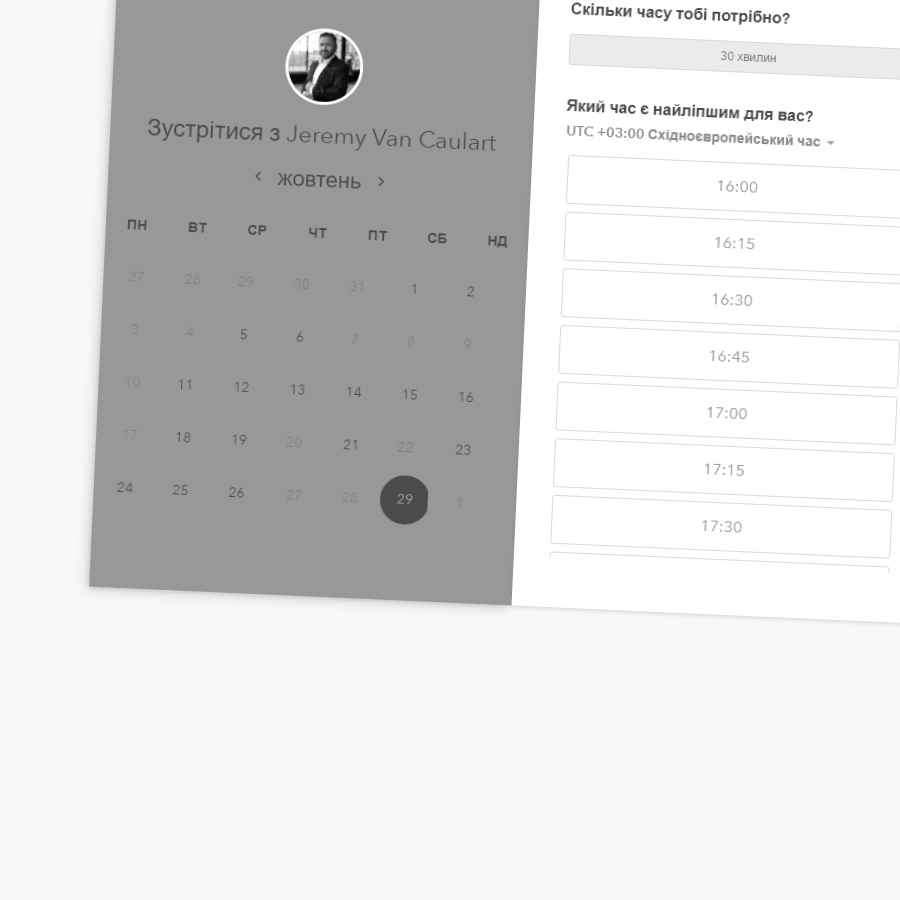 Зустрітися з Jeremy Van Caulart
жовтень
ПН ВТ СР ЧТ ПТ СБ НД
27 28 29 30 31 1 2
3 4 5 6 7 8 9
10 11 12 13 14 15 16
17 18 19 20 21 22 23
24 25 26 27 28 29 1
Скільки часу тобі потрібно?
30 хвилин
Який час є найліпшим для вас?
UTC +03:00 Східноєвропейський час
16:00
16:15
16:30
16:45
17:00
17:15
17:30